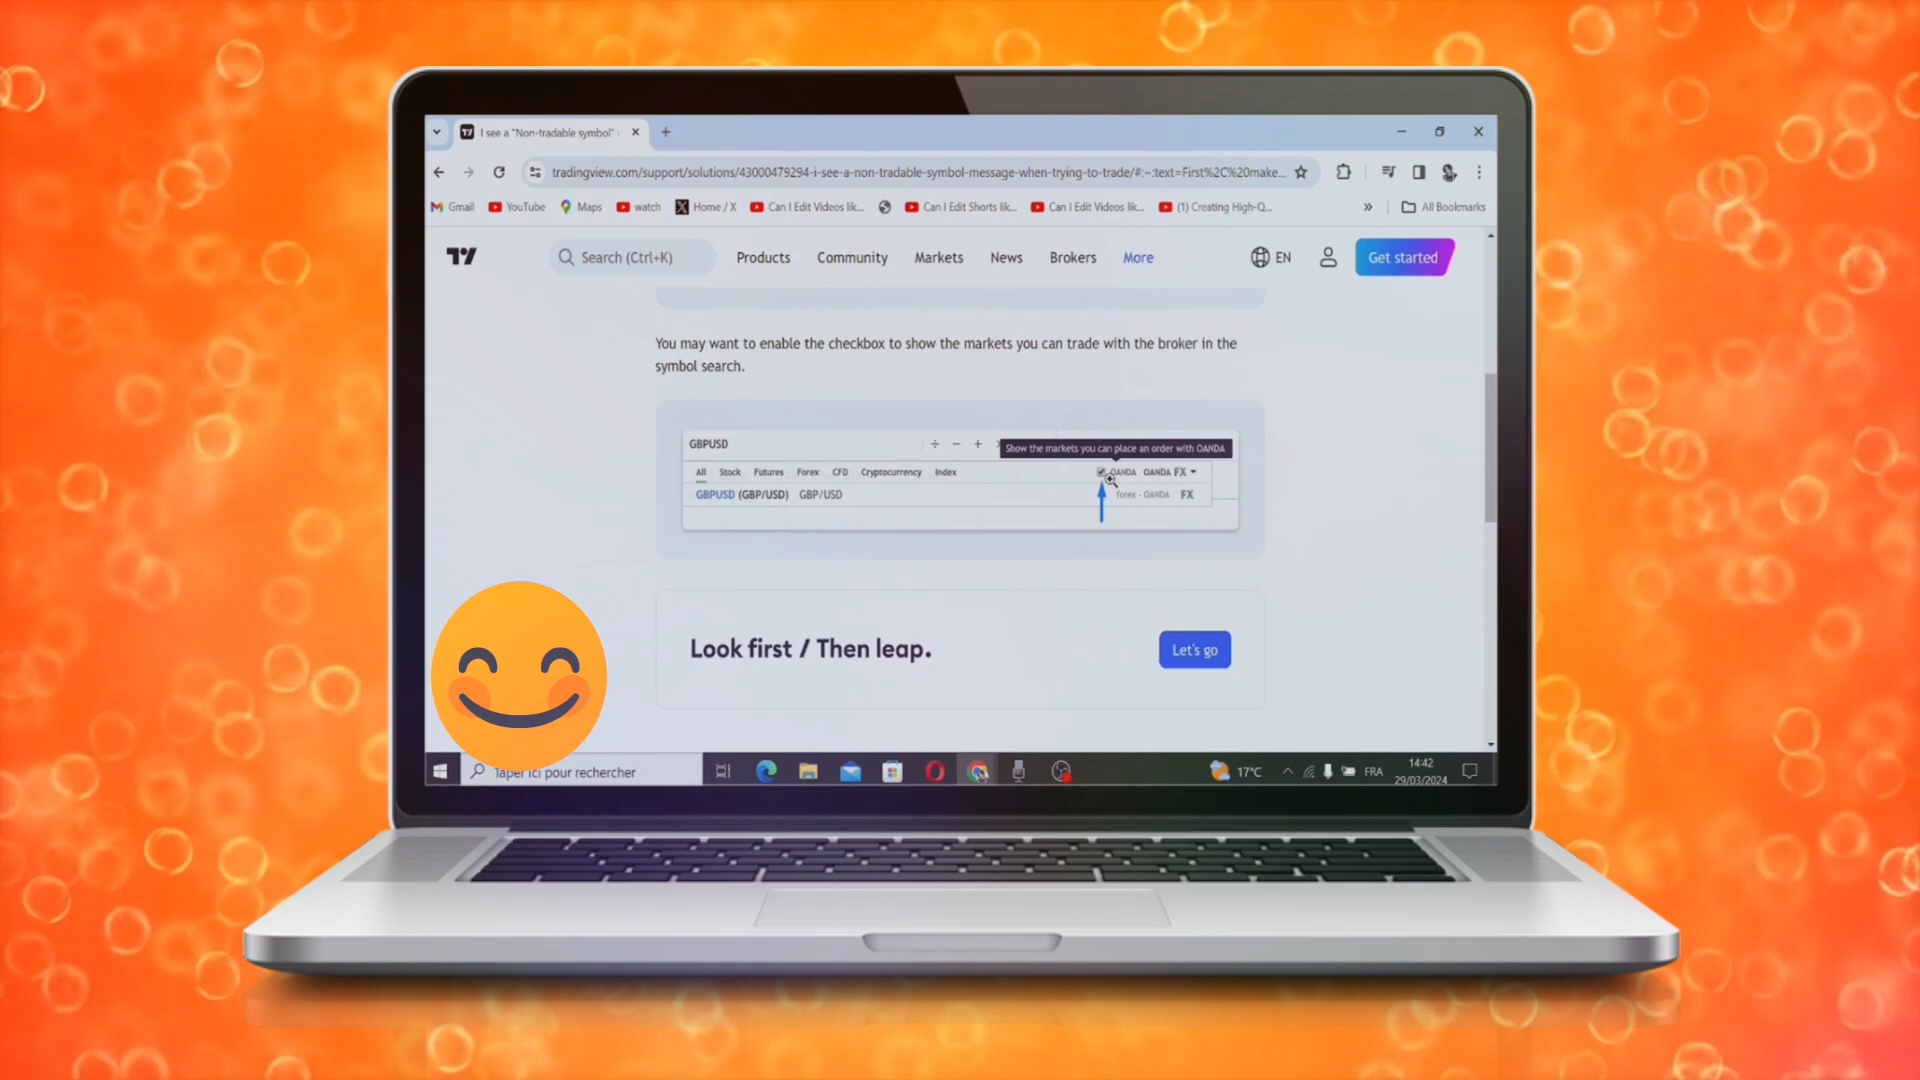 I see a "Non-tradable symbol"
tradingview.com/support/solutions/43000479294-i-see-a-non-tradable-symbol-message-when-trying-to-trade/#:~:text=First%2C%20make...
Gmail YouTube Maps watch Home / X Can I Edit Videos lik... Can I Edit Shorts lik... Can I Edit Videos lik... (1) Creating High-Q... » All Bookmarks
Search (Ctrl+K) Products Community Markets News Brokers More EN Get started
You may want to enable the checkbox to show the markets you can trade with the broker in the
symbol search.
GBPUSD ÷ − +
Show the markets you can place an order with OANDA
All Stock Futures Forex CFD Cryptocurrency Index OANDA OANDA FX
GBPUSD (GBP/USD) GBP/USD forex - OANDA FX
Look first / Then leap. Let's go
Taper ici pour rechercher 17°C FRA 14:42
29/03/2024